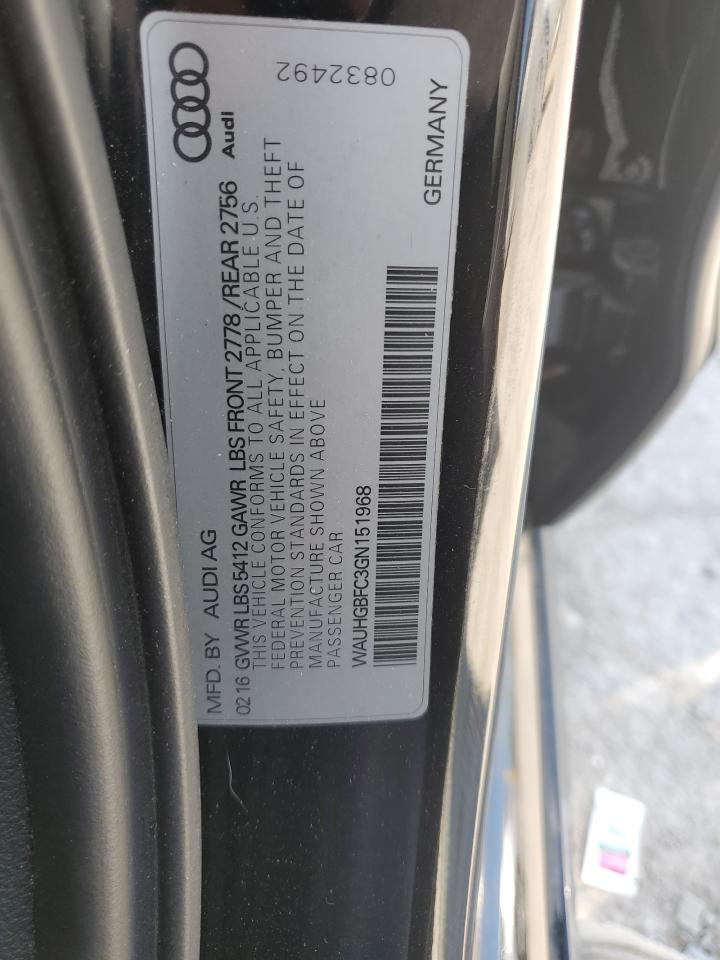 MFD. BY AUDI AG
0216 GVWR LBS 5412 GAWR LBS FRONT 2778 / REAR 2756
THIS VEHICLE CONFORMS TO ALL APPLICABLE U.S.
FEDERAL MOTOR VEHICLE SAFETY, BUMPER AND THEFT
PREVENTION STANDARDS IN EFFECT ON THE DATE OF
MANUFACTURE SHOWN ABOVE
PASSENGER CAR
WAUHGBFC3GN151968
Audi
GERMANY
0832492